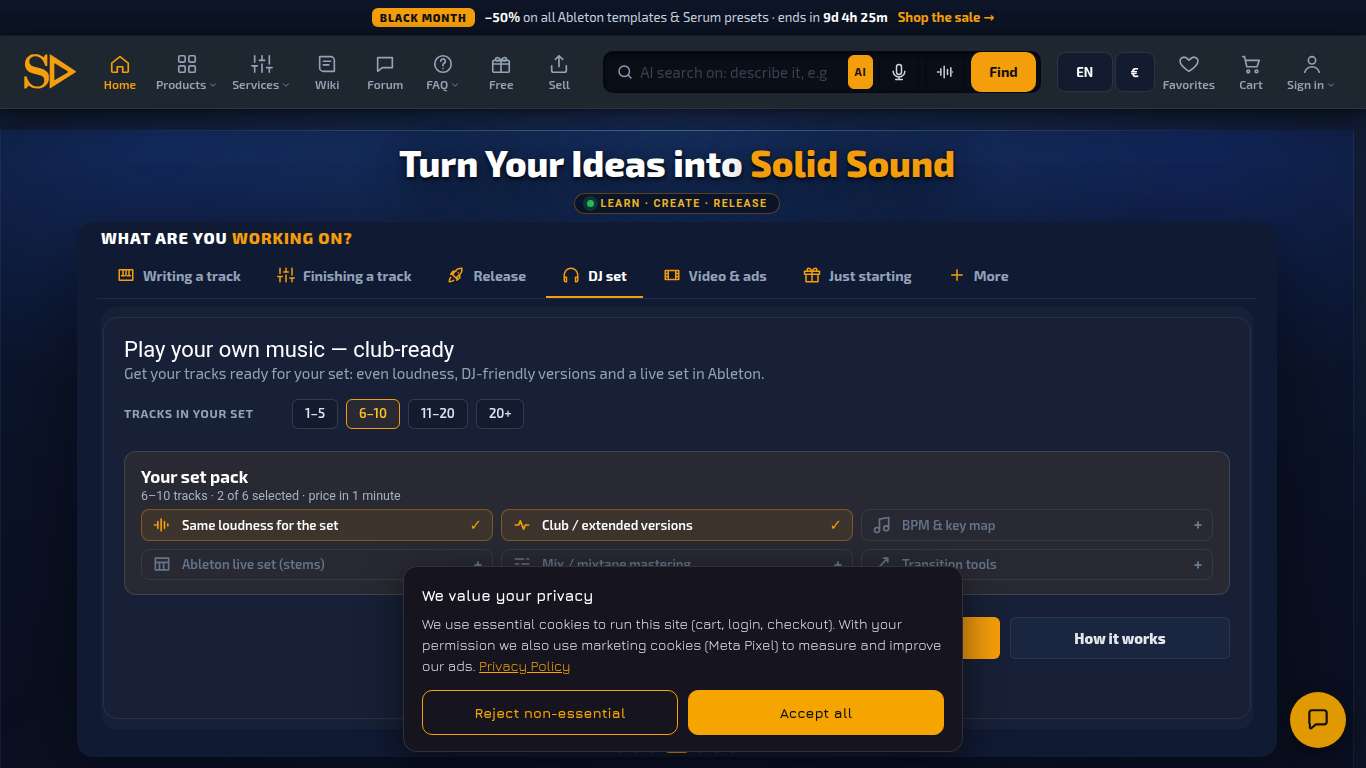 BLACK MONTH −50% on all Ableton templates & Serum presets · ends in 9d 4h 25m Shop the sale →
Home Products Services Wiki Forum FAQ Free Sell AI search on: describe it, e.g AI Find EN € Favorites Cart Sign in
Turn Your Ideas into Solid Sound
LEARN · CREATE · RELEASE
WHAT ARE YOU WORKING ON?
Writing a track Finishing a track Release DJ set Video & ads Just starting + More
Play your own music — club-ready
Get your tracks ready for your set: even loudness, DJ-friendly versions and a live set in Ableton.
TRACKS IN YOUR SET 1–5 6–10 11–20 20+
Your set pack
6–10 tracks · 2 of 6 selected · price in 1 minute
Same loudness for the set ✓ Club / extended versions ✓ BPM & key map +
Ableton live set (stems) + Mix / mixtape mastering + Transition tools +
How it works
We value your privacy
We use essential cookies to run this site (cart, login, checkout). With your
permission we also use marketing cookies (Meta Pixel) to measure and improve
our ads. Privacy Policy
Reject non-essential Accept all